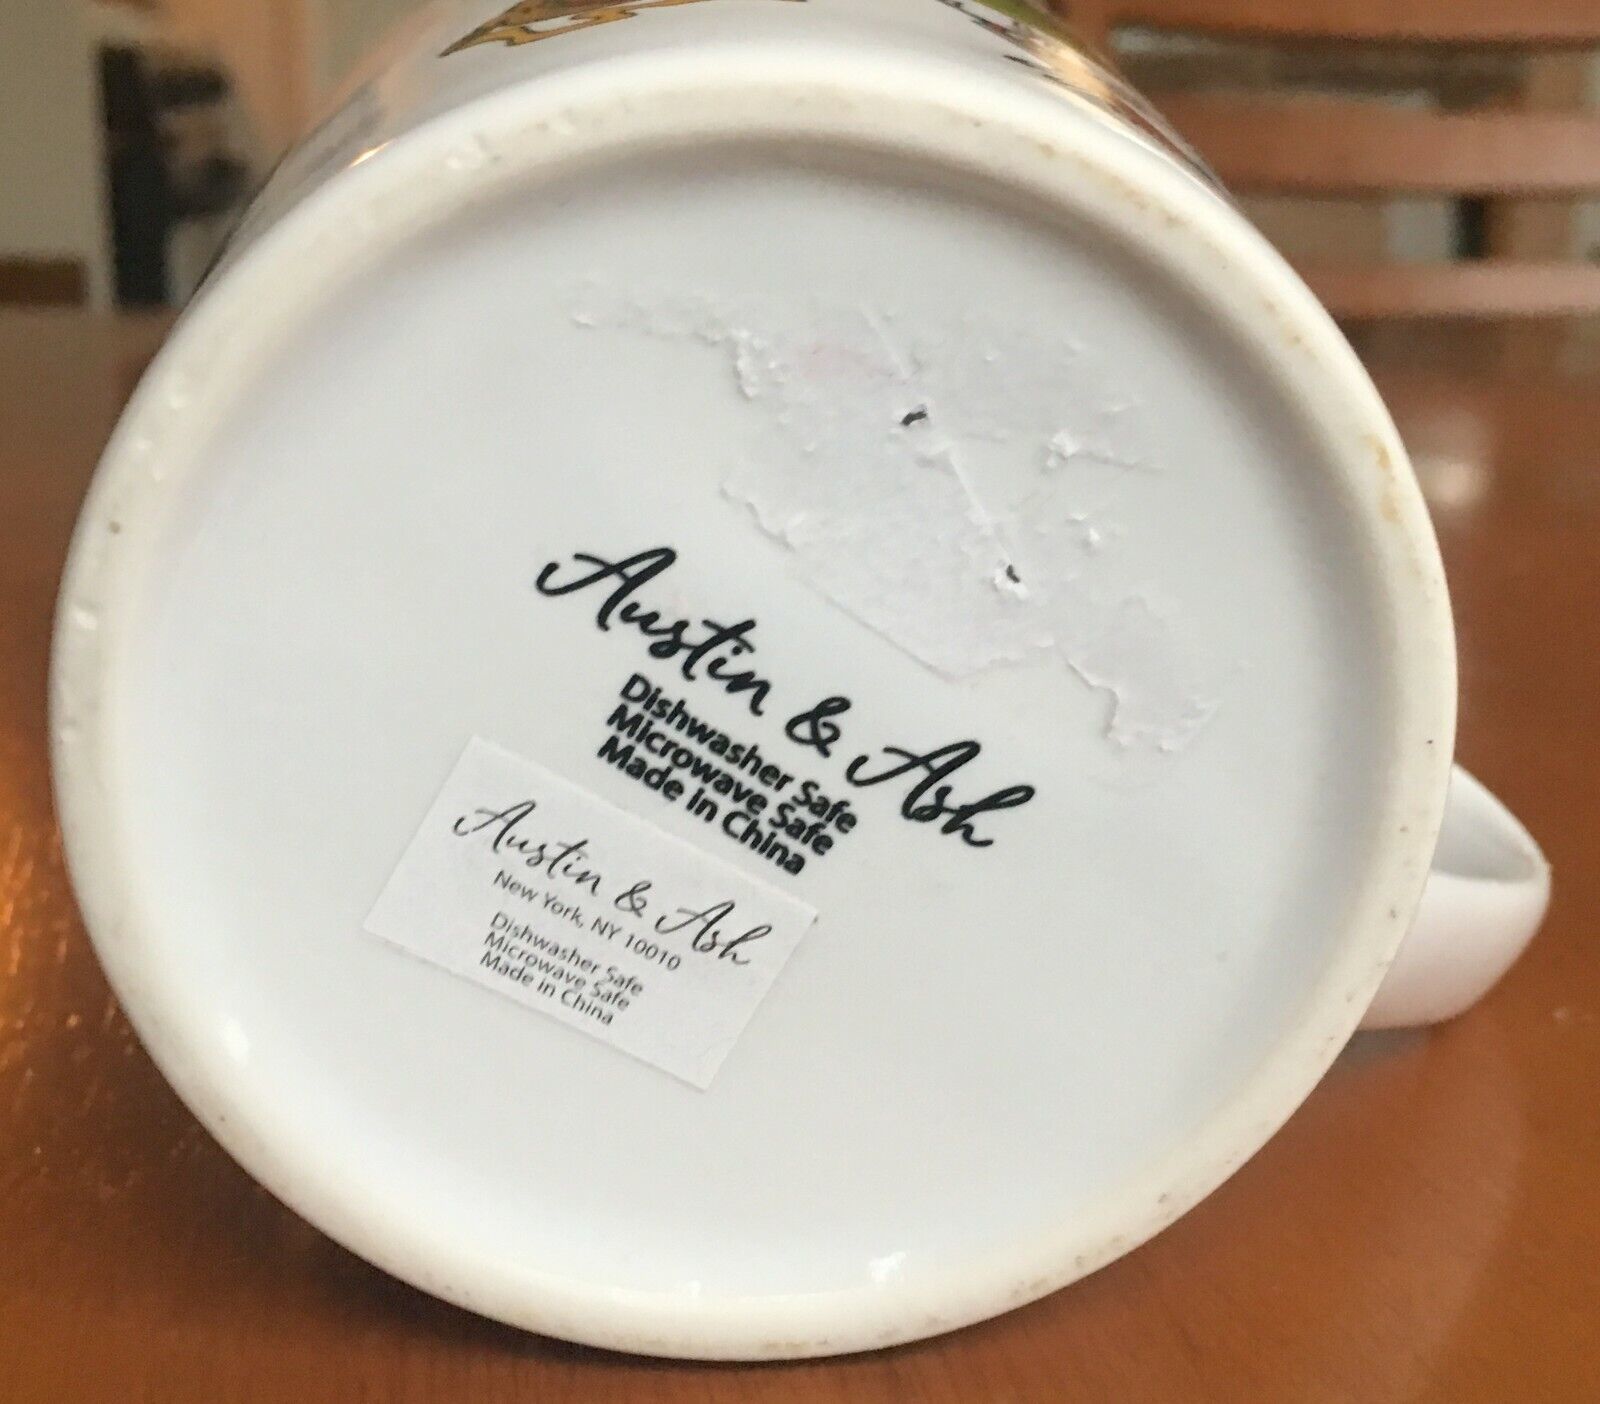 Austin & Ash
Dishwasher Safe
Microwave Safe
Made in China
Austin & Ash
New York, NY 10010
Dishwasher Safe
Microwave Safe
Made in China